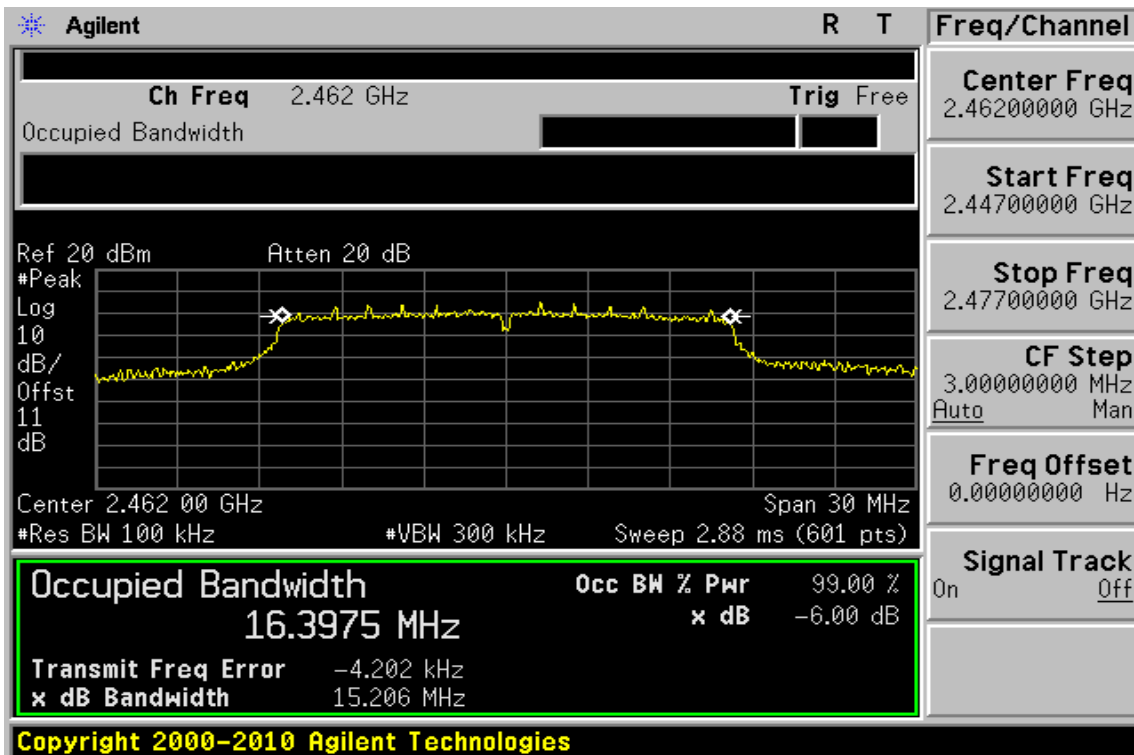 Agilent R T Freq/Channel
Ch Freq 2.462 GHz Trig Free
Occupied Bandwidth
Center Freq
2.46200000 GHz
Start Freq
2.44700000 GHz
Stop Freq
2.47700000 GHz
CF Step
3.00000000 MHz
Auto Man
Freq Offset
0.00000000 Hz
Signal Track
On Off
Ref 20 dBm Atten 20 dB
#Peak
Log
10
dB/
Offst
11
dB
Center 2.462 00 GHz Span 30 MHz
#Res BW 100 kHz #VBW 300 kHz Sweep 2.88 ms (601 pts)
Occupied Bandwidth Occ BW % Pwr 99.00 %
16.3975 MHz x dB -6.00 dB
Transmit Freq Error -4.202 kHz
x dB Bandwidth 15.206 MHz
Copyright 2000-2010 Agilent Technologies